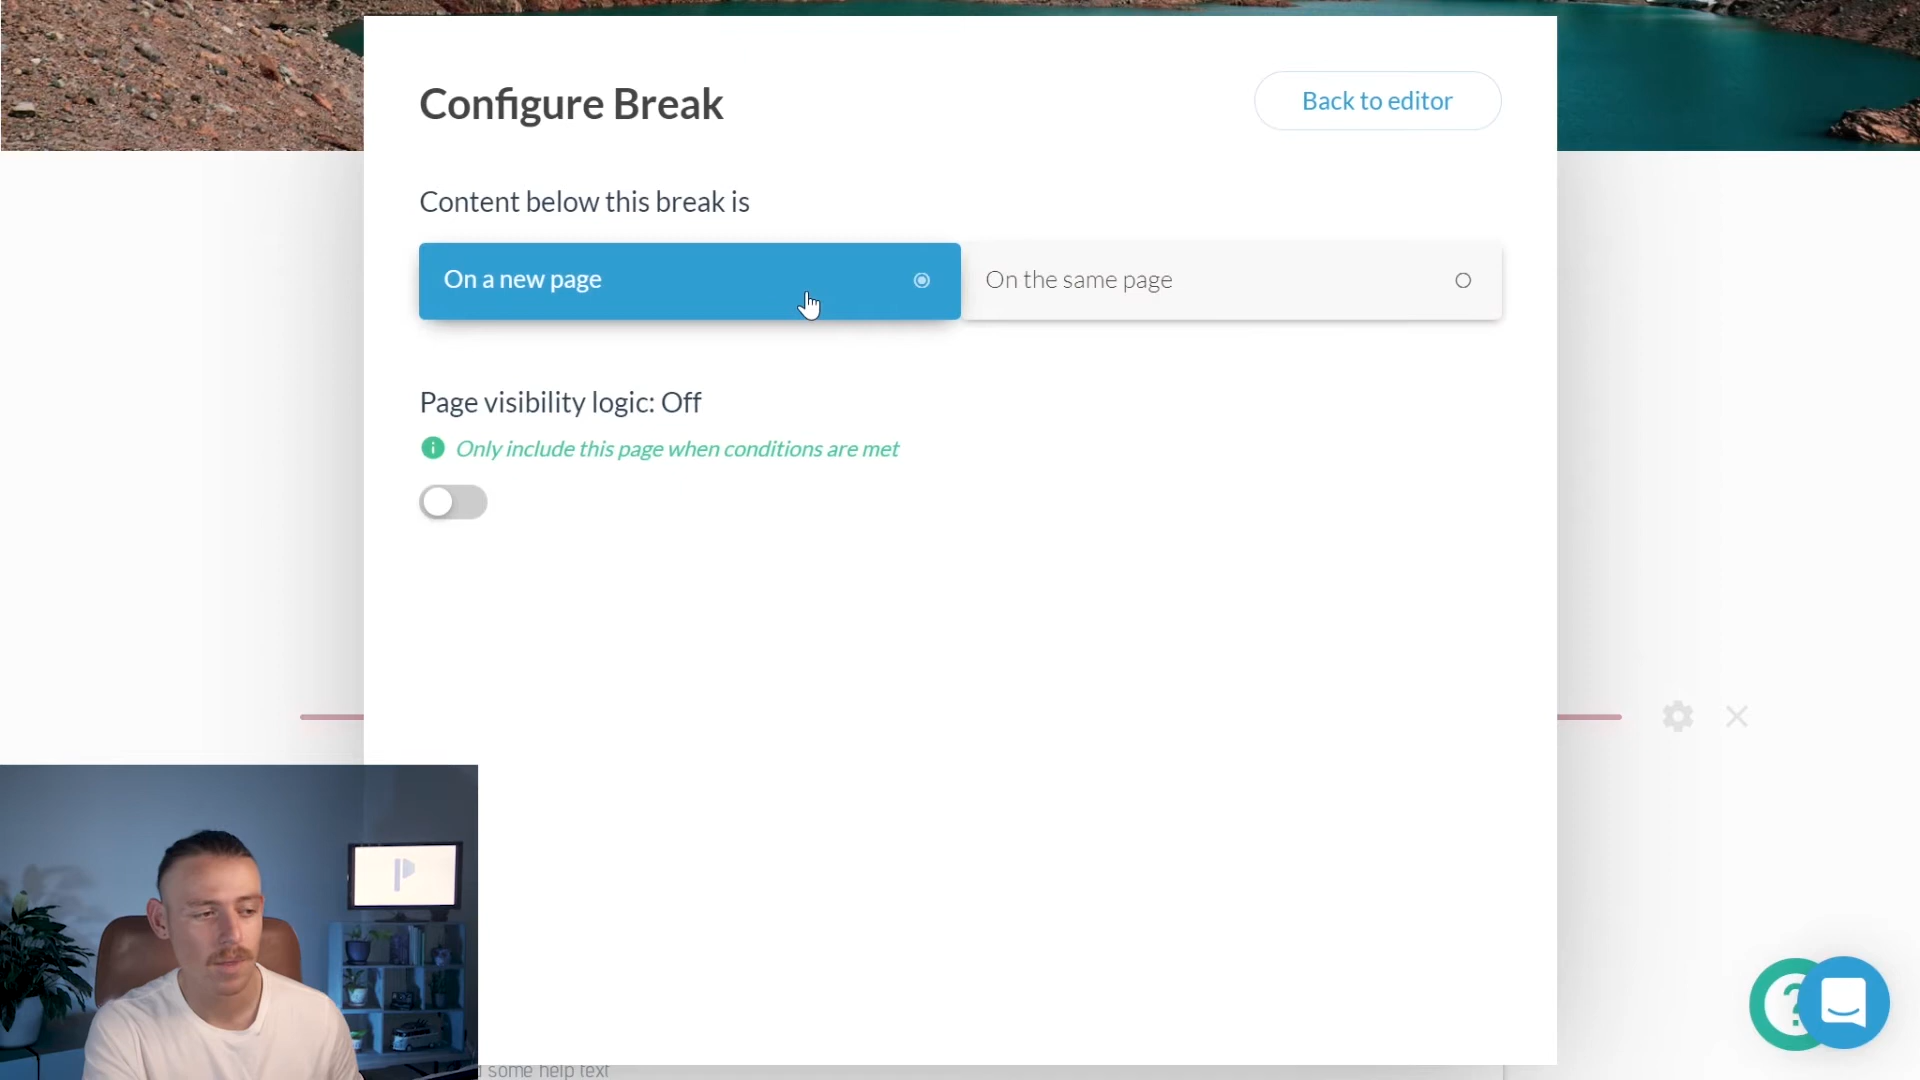 Configure Break
Back to editor
Content below this break is
On a new page
On the same page
Page visibility logic: Off
Only include this page when conditions are met
some help text